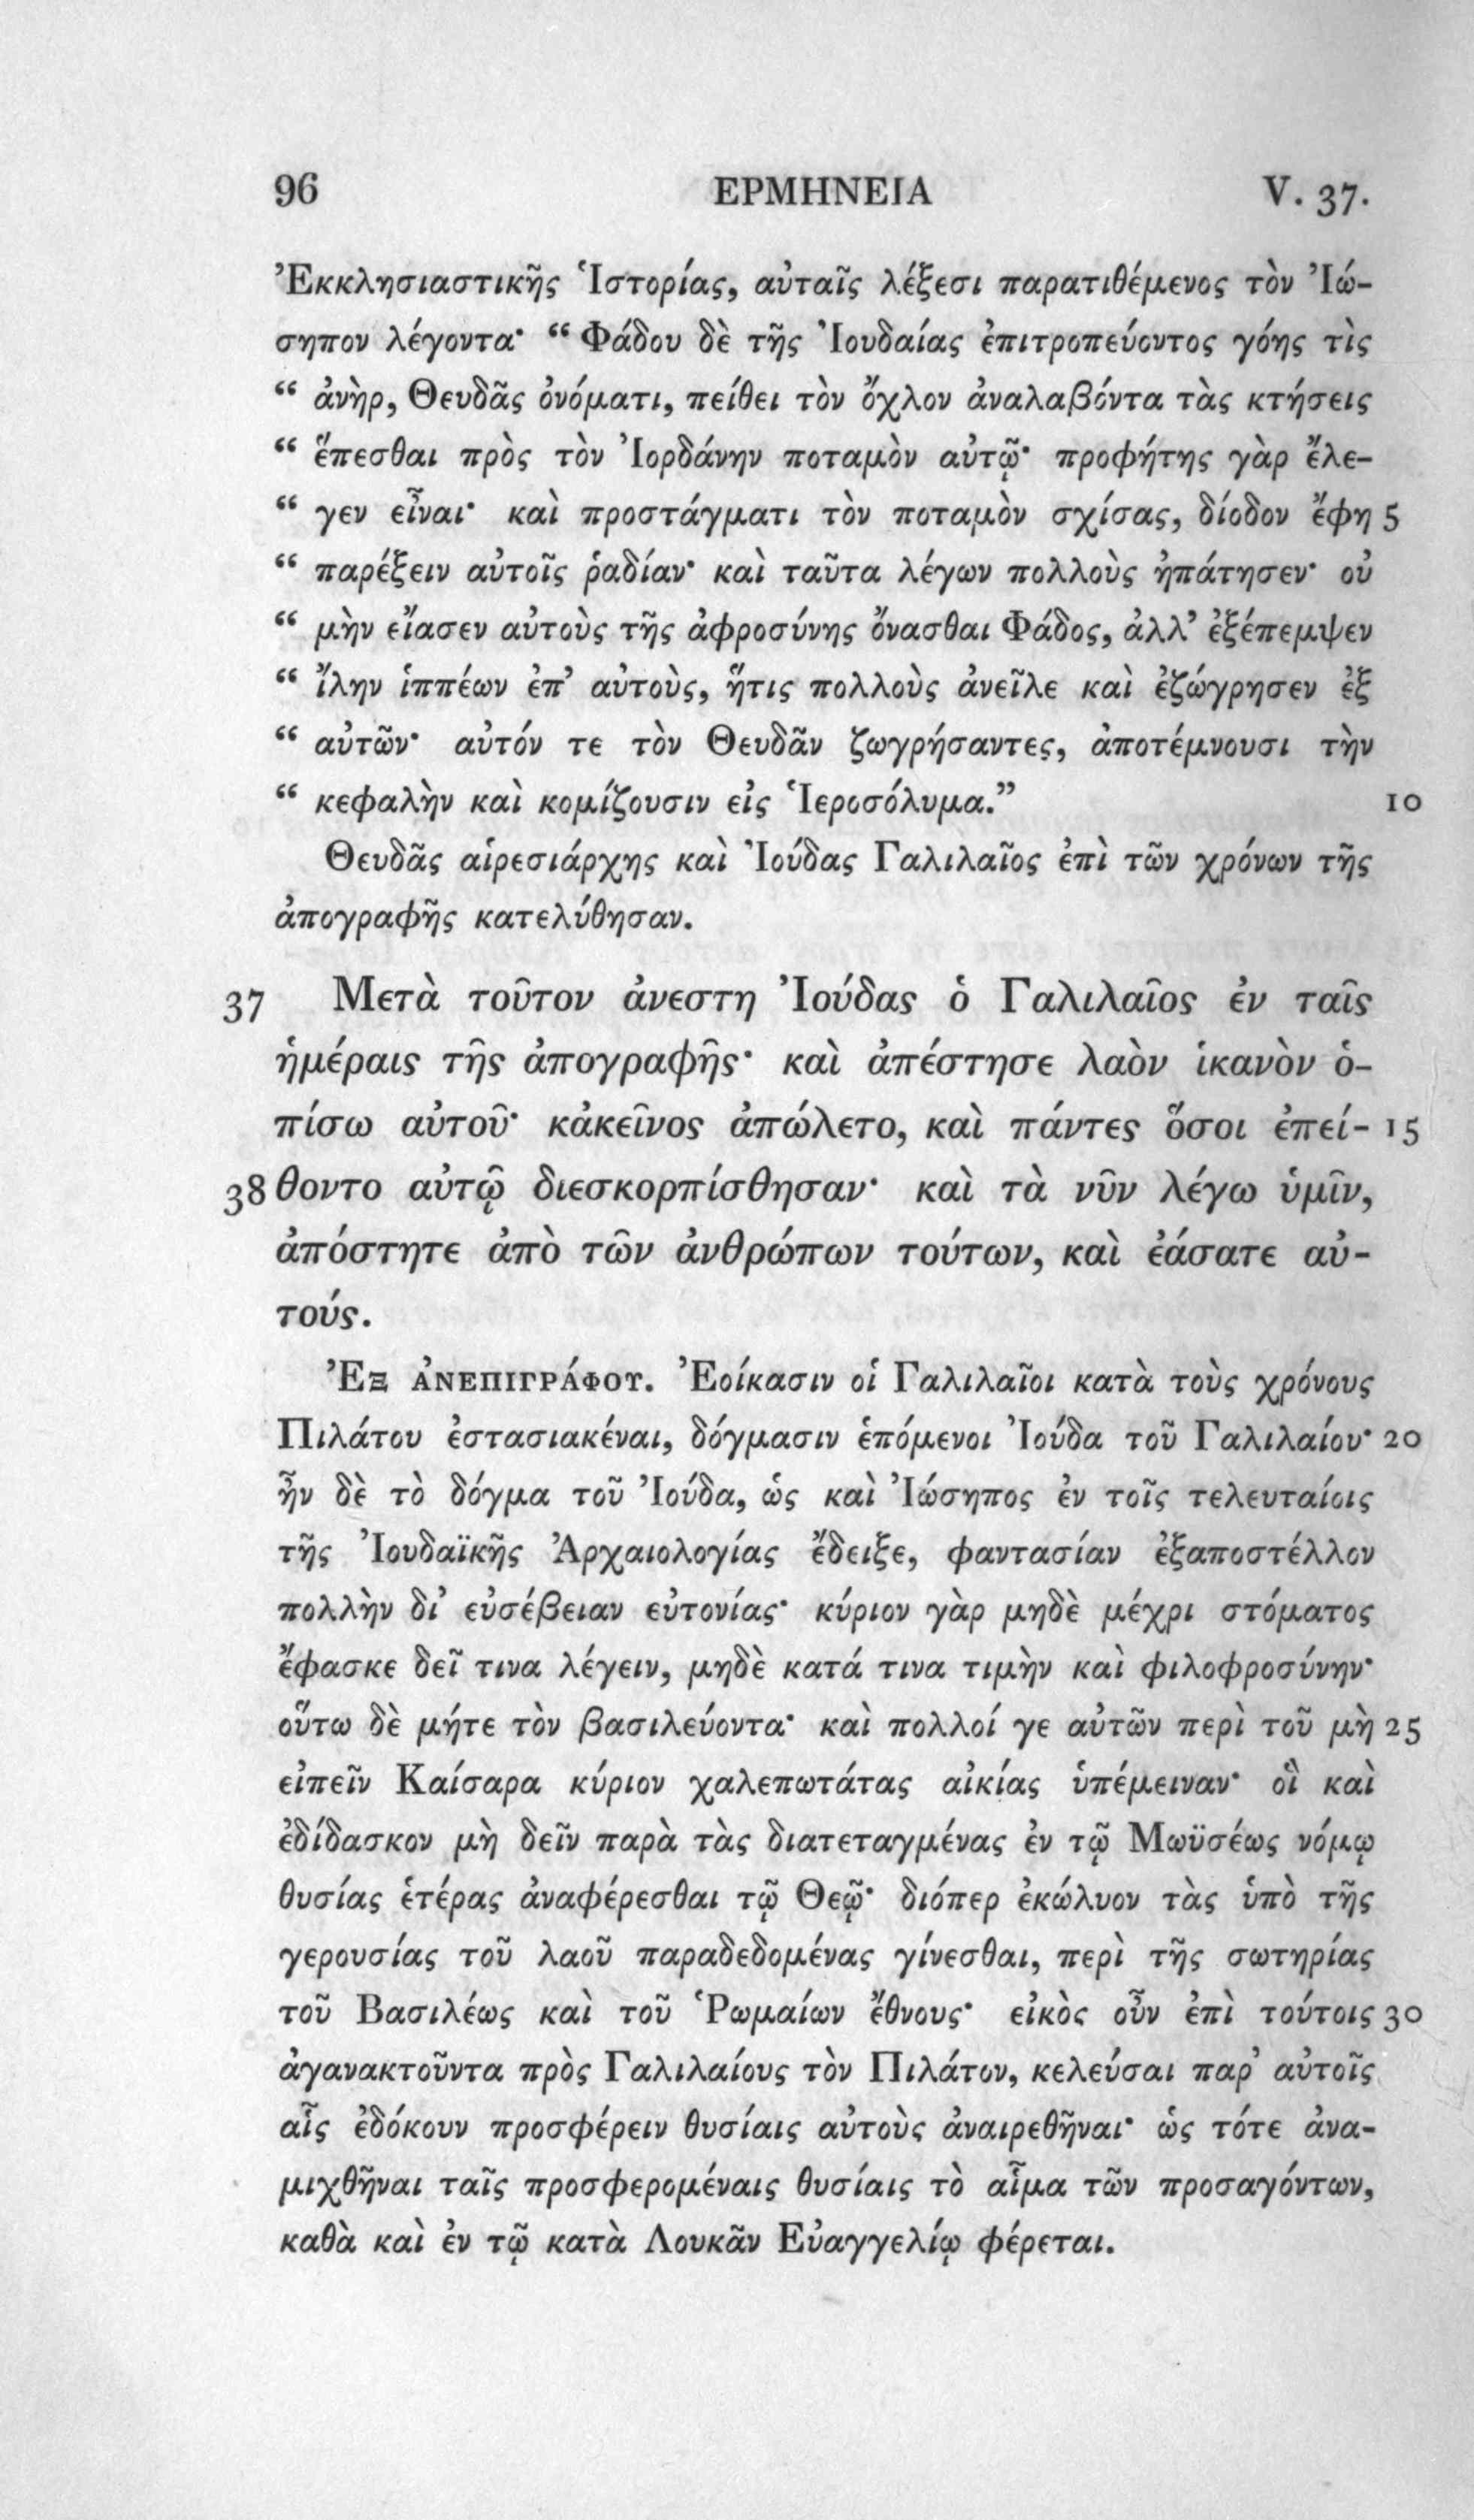 96 ΕΡΜΗΝΕΙΑ V. 37.
Ἐκκλησιαστικῆς Ἱστορίας, αὐταῖς λέξεσι παρατιθέμενος τὸν Ἰώ-
σηπον λέγοντα· “ Φάδου δὲ τῆς Ἰουδαίας ἐπιτροπεύοντος γόης τὶς
“ ἀνὴρ, Θευδᾶς ὀνόματι, πείθει τὸν ὄχλον ἀναλαβόντα τὰς κτήσεις
“ ἕπεσθαι πρὸς τὸν Ἰορδάνην ποταμὸν αὐτῷ· προφήτης γὰρ ἔλε-
“ γεν εἶναι· καὶ προστάγματι τὸν ποταμὸν σχίσας, δίοδον ἔφη 5
“ παρέξειν αὐτοῖς ῥαδίαν· καὶ ταῦτα λέγων πολλοὺς ἠπάτησεν· οὐ
“ μὴν εἴασεν αὐτοὺς τῆς ἀφροσύνης ὄνασθαι Φάδος, ἀλλ’ ἐξέπεμψεν
“ ἴλην ἱππέων ἐπ’ αὐτοὺς, ἥτις πολλοὺς ἀνεῖλε καὶ ἐζώγρησεν ἐξ
“ αὐτῶν· αὐτόν τε τὸν Θευδᾶν ζωγρήσαντες, ἀποτέμνουσι τὴν
“ κεφαλὴν καὶ κομίζουσιν εἰς Ἱεροσόλυμα.” 10
Θευδᾶς αἱρεσιάρχης καὶ Ἰούδας Γαλιλαῖος ἐπὶ τῶν χρόνων τῆς
ἀπογραφῆς κατελύθησαν.
37 Μετὰ τοῦτον ἀνεστη Ἰούδας ὁ Γαλιλαῖος ἐν ταῖς
ἡμέραις τῆς ἀπογραφῆς· καὶ ἀπέστησε λαὸν ἱκανὸν ὀ-
πίσω αὐτοῦ· κἀκεῖνος ἀπώλετο, καὶ πάντες ὅσοι ἐπεί- 15
38 θοντο αὐτῷ διεσκορπίσθησαν· καὶ τὰ νῦν λέγω ὑμῖν,
ἀπόστητε ἀπὸ τῶν ἀνθρώπων τούτων, καὶ ἐάσατε αὐ-
τούς.
Ἐξ ἀνεπιγράφου. Ἐοίκασιν οἱ Γαλιλαῖοι κατὰ τοὺς χρόνους
Πιλάτου ἐστασιακέναι, δόγμασιν ἑπόμενοι Ἰούδα τοῦ Γαλιλαίου· 20
ἦν δὲ τὸ δόγμα τοῦ Ἰούδα, ὡς καὶ Ἰώσηπος ἐν τοῖς τελευταίοις
τῆς Ἰουδαϊκῆς Ἀρχαιολογίας ἔδειξε, φαντασίαν ἐξαποστέλλον
πολλὴν δι’ εὐσέβειαν εὐτονίας· κύριον γὰρ μηδὲ μέχρι στόματος
ἔφασκε δεῖ τινα λέγειν, μηδὲ κατά τινα τιμὴν καὶ φιλοφροσύνην·
οὕτω δὲ μήτε τὸν βασιλεύοντα· καὶ πολλοί γε αὐτῶν περὶ τοῦ μὴ 25
εἰπεῖν Καίσαρα κύριον χαλεπωτάτας αἰκίας ὑπέμειναν· οἳ καὶ
ἐδίδασκον μὴ δεῖν παρὰ τὰς διατεταγμένας ἐν τῷ Μωϋσέως νόμῳ
θυσίας ἑτέρας ἀναφέρεσθαι τῷ Θεῷ· διόπερ ἐκώλυον τὰς ὑπὸ τῆς
γερουσίας τοῦ λαοῦ παραδεδομένας γίνεσθαι, περὶ τῆς σωτηρίας
τοῦ Βασιλέως καὶ τοῦ Ῥωμαίων ἔθνους· εἰκὸς οὖν ἐπὶ τούτοις 30
ἀγανακτοῦντα πρὸς Γαλιλαίους τὸν Πιλάτον, κελεύσαι παρ’ αὐτοῖς
αἷς ἐδόκουν προσφέρειν θυσίαις αὐτοὺς ἀναιρεθῆναι· ὡς τότε ἀνα-
μιχθῆναι ταῖς προσφερομέναις θυσίαις τὸ αἷμα τῶν προσαγόντων,
καθὰ καὶ ἐν τῷ κατὰ Λουκᾶν Εὐαγγελίῳ φέρεται.